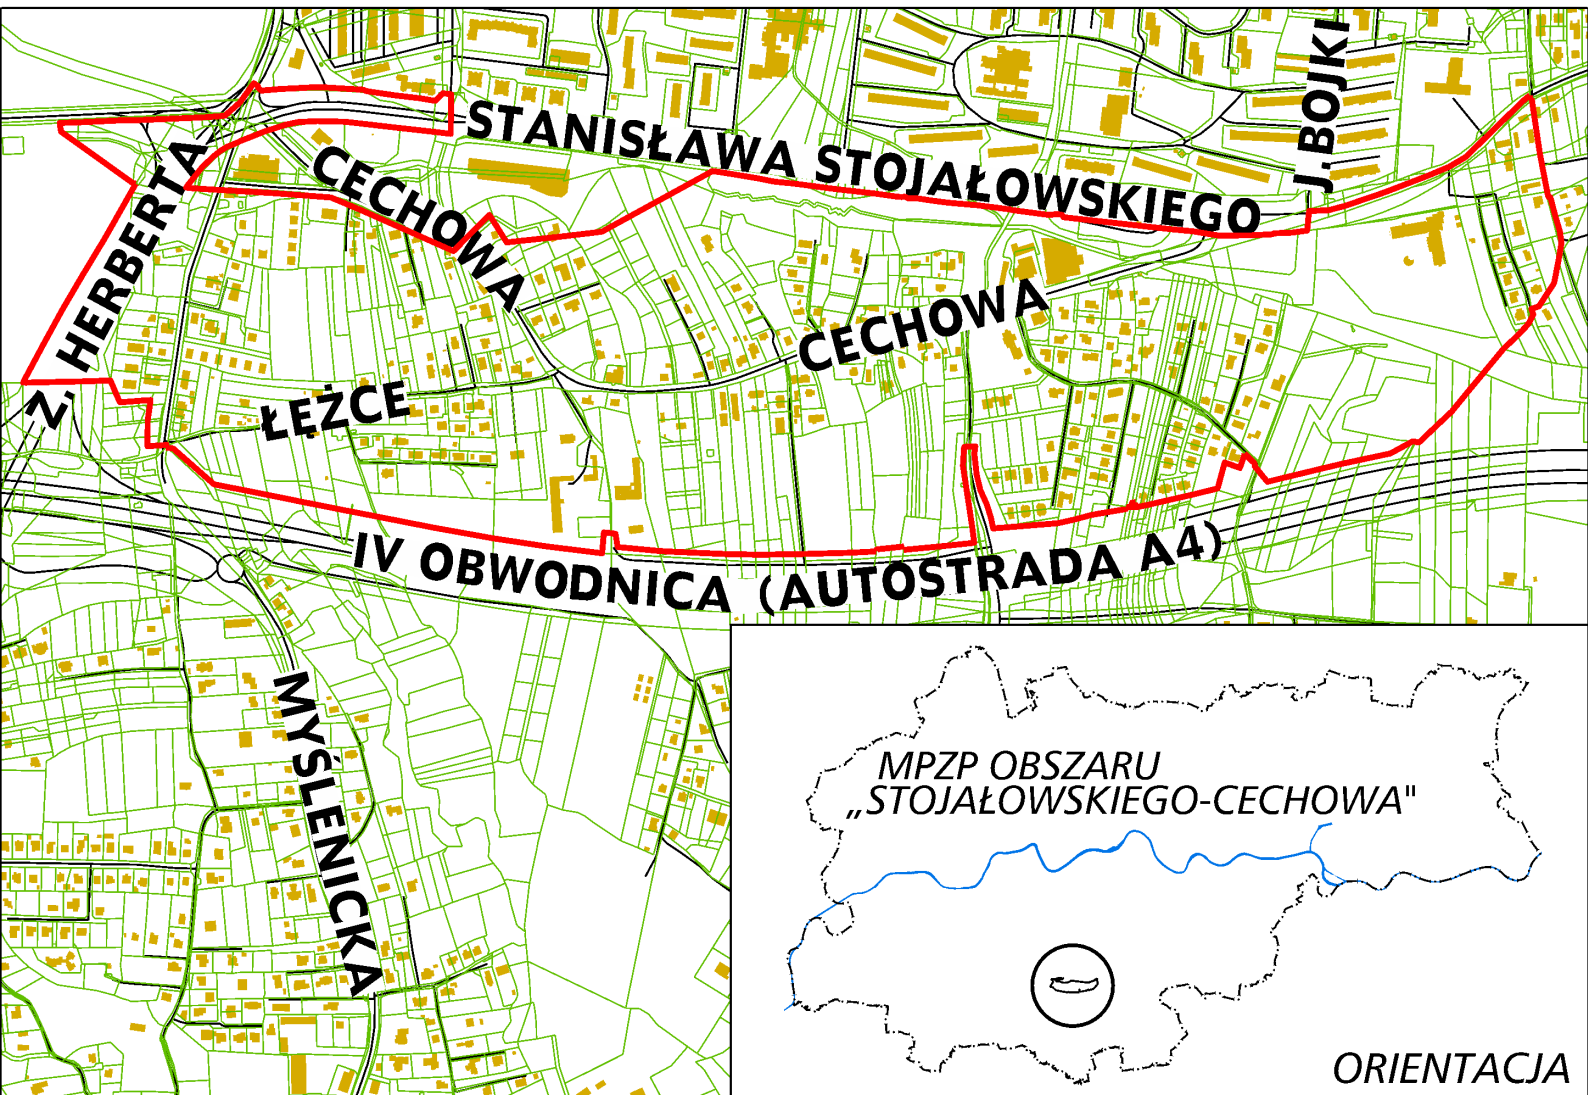 J.BOJKI
STANISŁAWA STOJAŁOWSKIEGO
CECHOWA
Z. HERBERTA
CECHOWA
ŁĘŻCE
IV OBWODNICA (AUTOSTRADA A4)
MYŚLENICKA
MPZP OBSZARU
„STOJAŁOWSKIEGO-CECHOWA"
ORIENTACJA